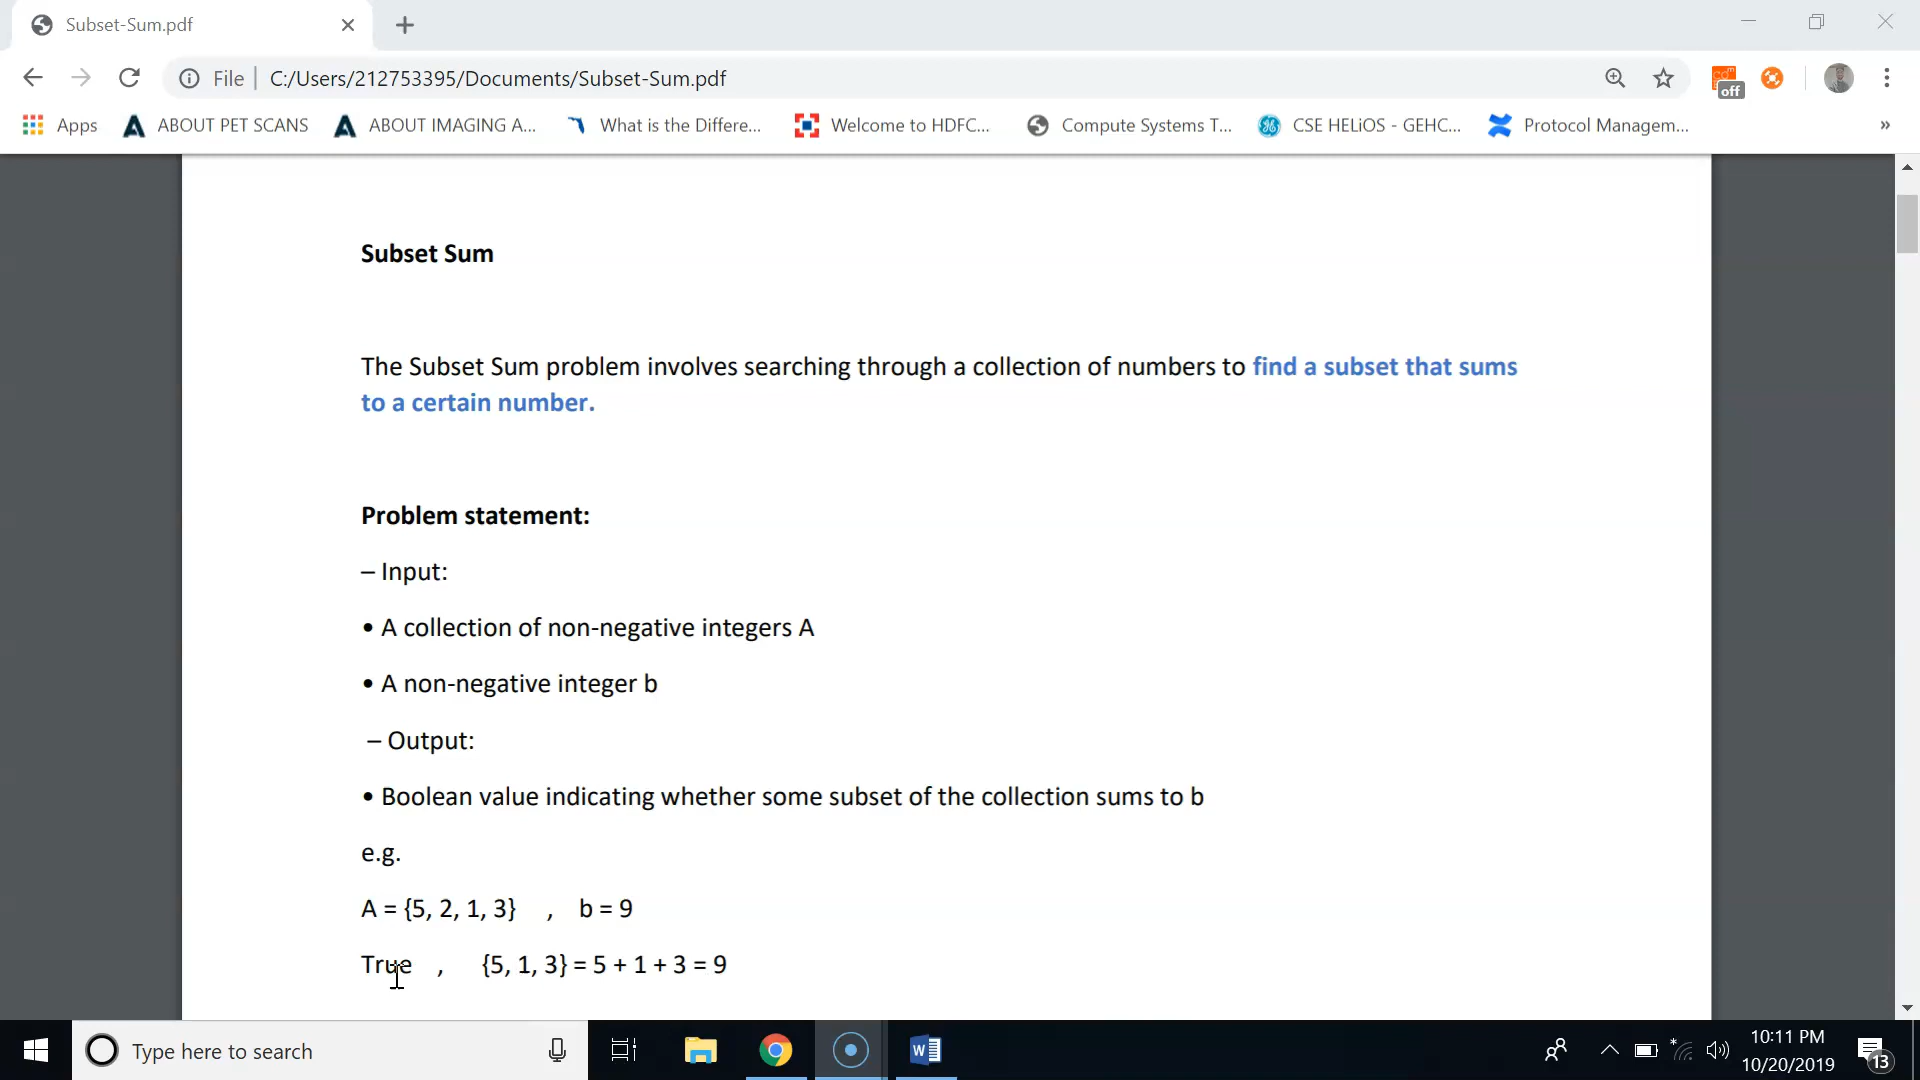 Subset-Sum.pdf
File
C:/Users/212753395/Documents/Subset-Sum.pdf
off
Apps
ABOUT PET SCANS
ABOUT IMAGING A...
What is the Differe...
Welcome to HDFC...
Compute Systems T...
CSE HELiOS - GEHC...
Protocol Managem...
»
Subset Sum
The Subset Sum problem involves searching through a collection of numbers to find a subset that sums
to a certain number.
Problem statement:
– Input:
• A collection of non-negative integers A
• A non-negative integer b
– Output:
• Boolean value indicating whether some subset of the collection sums to b
e.g.
A = {5, 2, 1, 3} , b = 9
True , {5, 1, 3} = 5 + 1 + 3 = 9
Type here to search
10:11 PM
10/20/2019
13